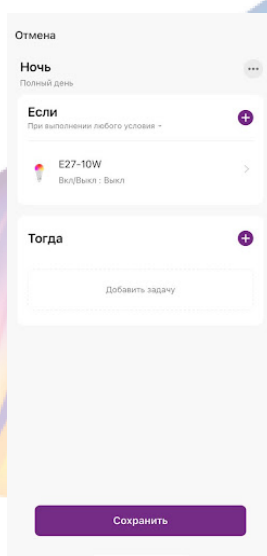 Отмена
Ночь
Полный день
Если
При выполнении любого условия
E27-10W
Вкл/Выкл : Выкл
Тогда
Добавить задачу
Сохранить